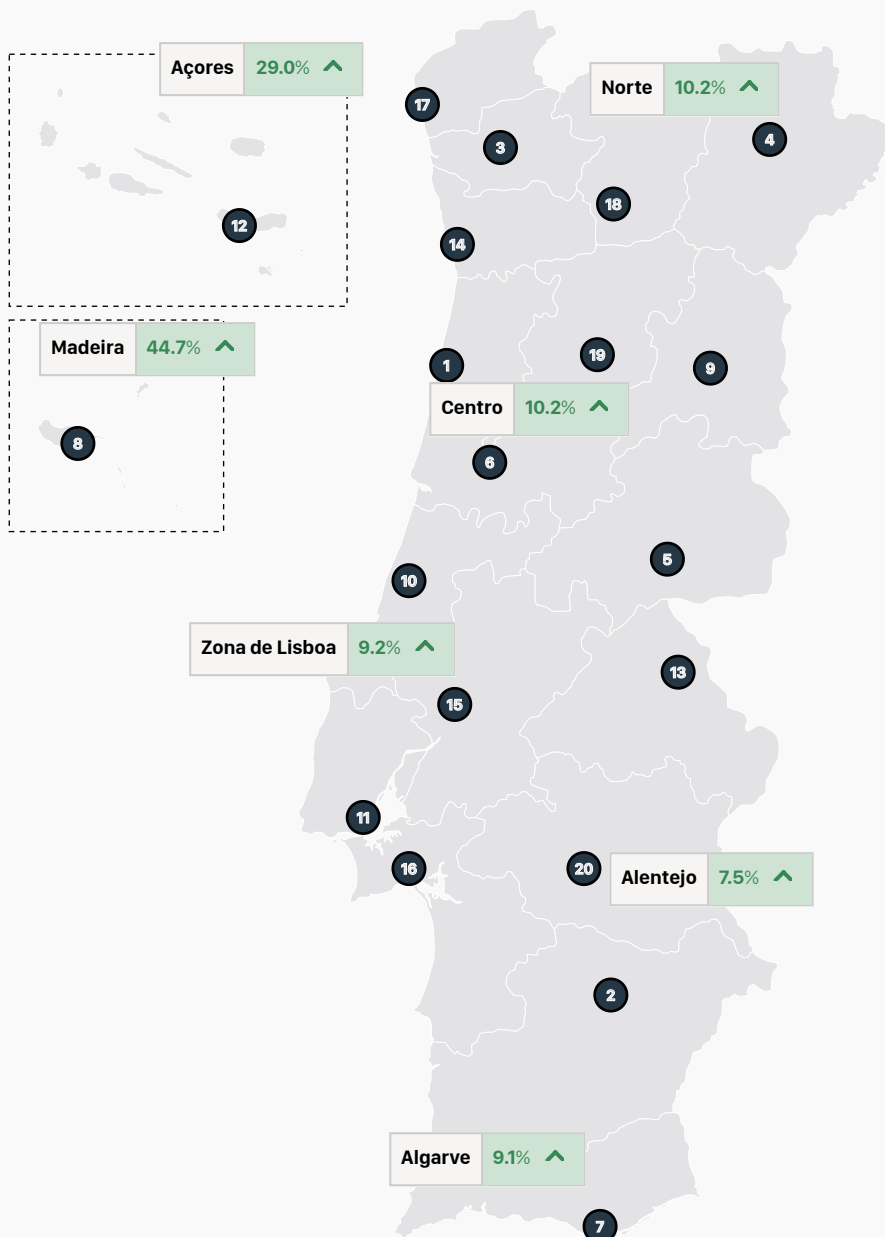 Açores 29.0%
Norte 10.2%
17
3
4
18
12
14
Madeira 44.7%
1
19
9
Centro 10.2%
8
6
5
10
Zona de Lisboa 9.2%
13
15
11
16
20
Alentejo 7.5%
2
Algarve 9.1%
7